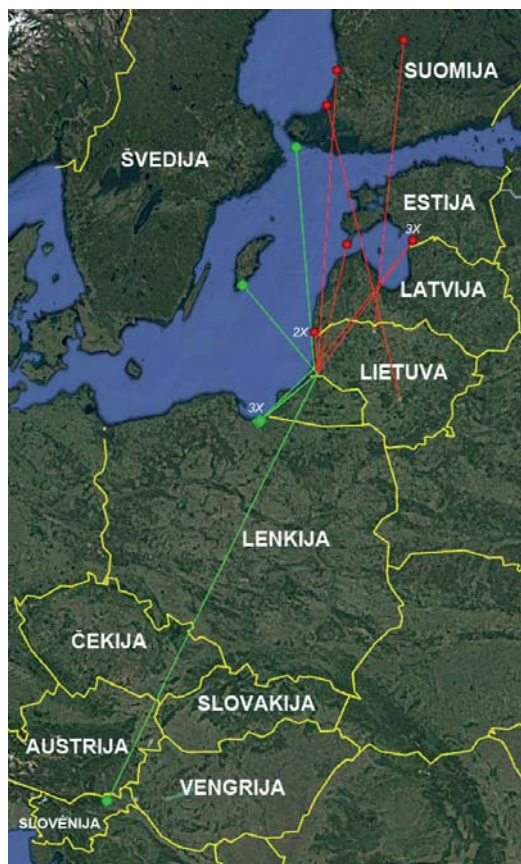 SUOMIJA
ŠVEDIJA
ESTIJA
3X
LATVIJA
2X
LIETUVA
3X
LENKIJA
ČEKIJA
SLOVAKIJA
AUSTRIJA
VENGRIJA
SLOVĖNIJA